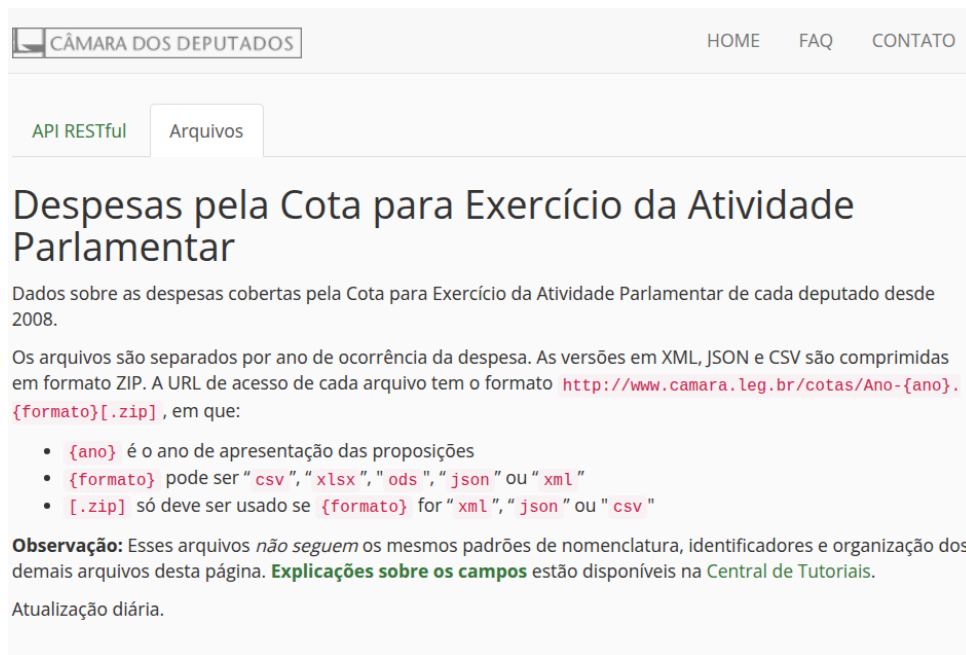 CÂMARA DOS DEPUTADOS
HOME FAQ CONTATO
API RESTful Arquivos
Despesas pela Cota para Exercício da Atividade
Parlamentar
Dados sobre as despesas cobertas pela Cota para Exercício da Atividade Parlamentar de cada deputado desde
2008.
Os arquivos são separados por ano de ocorrência da despesa. As versões em XML, JSON e CSV são comprimidas
em formato ZIP. A URL de acesso de cada arquivo tem o formato http://www.camara.leg.br/cotas/Ano-{ano}.
{formato}[.zip] , em que:
• {ano} é o ano de apresentação das proposições
• {formato} pode ser “ csv ”, “ xlsx ”, " ods ", “ json ” ou “ xml ”
• [.zip] só deve ser usado se {formato} for “ xml ”, “ json ” ou " csv "
Observação: Esses arquivos não seguem os mesmos padrões de nomenclatura, identificadores e organização dos
demais arquivos desta página. Explicações sobre os campos estão disponíveis na Central de Tutoriais.
Atualização diária.